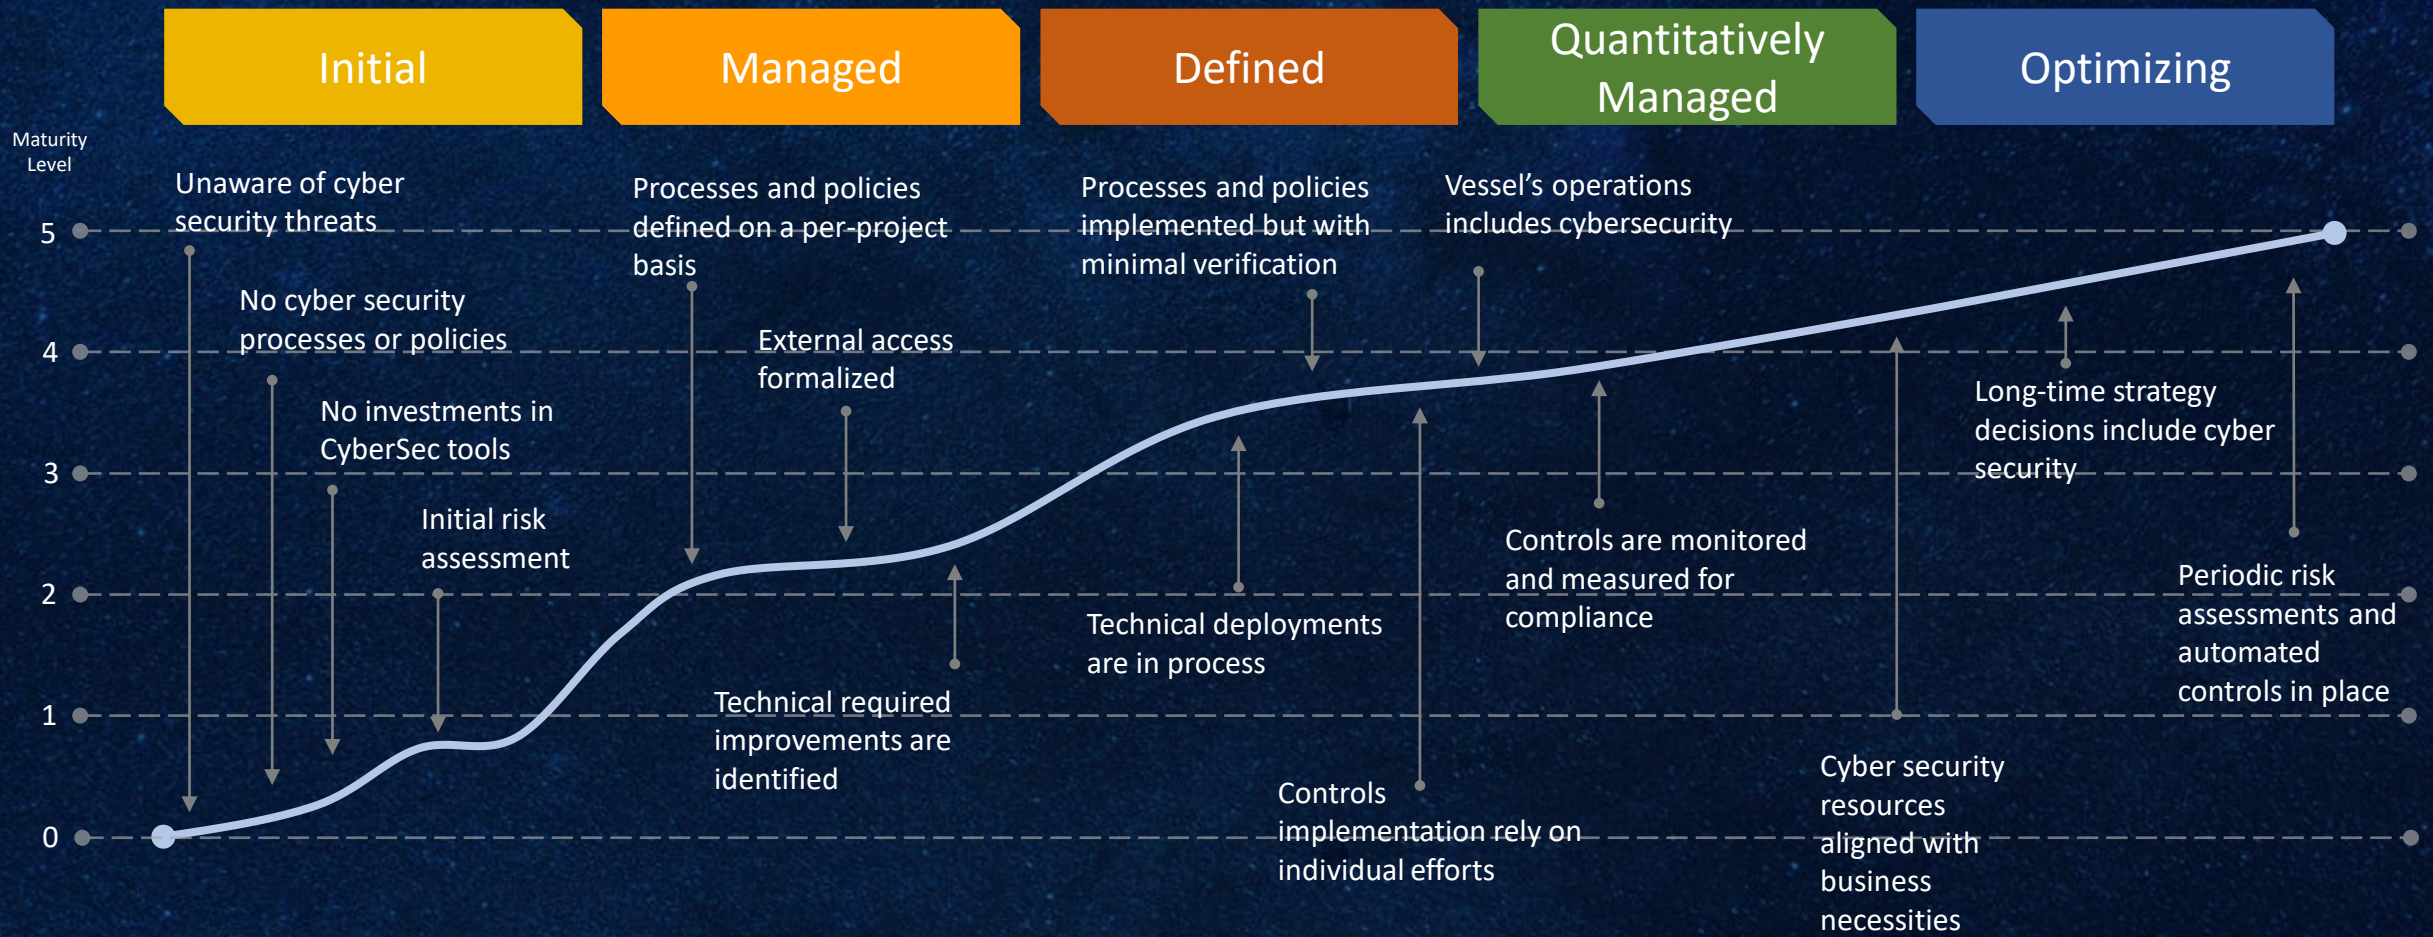 Initial
Managed
Defined
Quantitatively
Managed
Optimizing
Maturity
Level
5
4
3
2
1
0
Unaware of cyber
security threats
No cyber security
processes or policies
No investments in
CyberSec tools
Initial risk
assessment
Processes and policies
defined on a per-project
basis
External access
formalized
Technical required
improvements are
identified
Processes and policies
implemented but with
minimal verification
Technical deployments
are in process
Controls
implementation rely on
individual efforts
Vessel’s operations
includes cybersecurity
Controls are monitored
and measured for
compliance
Cyber security
resources
aligned with
business
necessities
Long-time strategy
decisions include cyber
security
Periodic risk
assessments and
automated
controls in place